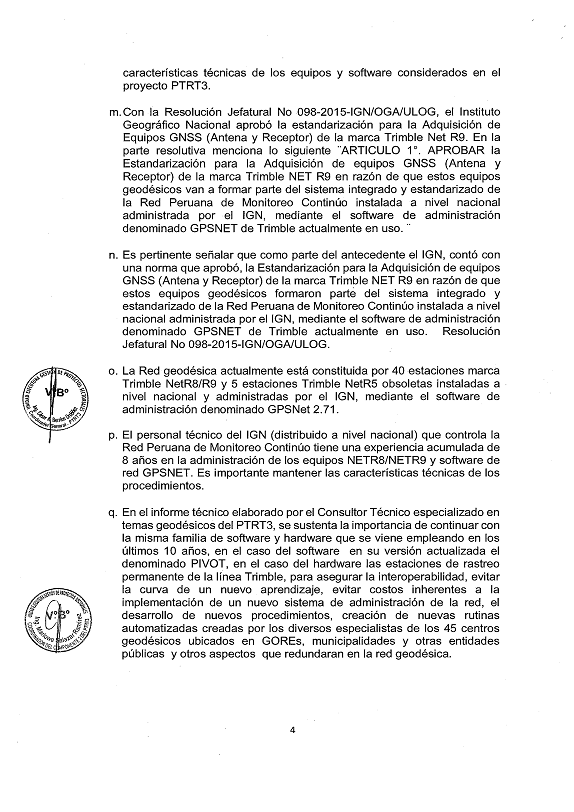 características técnicas de los equipos y software considerados en el
proyecto PTRT3.
m. Con la Resolución Jefatural No 098-2015-IGN/OGA/ULOG, el Instituto
Geográfico Nacional aprobó la estandarización para la Adquisición de
Equipos GNSS (Antena y Receptor) de la marca Trimble Net R9. En la
parte resolutiva menciona lo siguiente ¨ARTICULO 1°. APROBAR la
Estandarización para la Adquisición de equipos GNSS (Antena y
Receptor) de la marca Trimble NET R9 en razón de que estos equipos
geodésicos van a formar parte del sistema integrado y estandarizado de
la Red Peruana de Monitoreo Continúo instalada a nivel nacional
administrada por el IGN, mediante el software de administración
denominado GPSNET de Trimble actualmente en uso. ¨
n. Es pertinente señalar que como parte del antecedente el IGN, contó con
una norma que aprobó, la Estandarización para la Adquisición de equipos
GNSS (Antena y Receptor) de la marca Trimble NET R9 en razón de que
estos equipos geodésicos formaron parte del sistema integrado y
estandarizado de la Red Peruana de Monitoreo Continúo instalada a nivel
nacional administrada por el IGN, mediante el software de administración
denominado GPSNET de Trimble actualmente en uso. Resolución
Jefatural No 098-2015-IGN/OGA/ULOG.
o. La Red geodésica actualmente está constituida por 40 estaciones marca
Trimble NetR8/R9 y 5 estaciones Trimble NetR5 obsoletas instaladas a
nivel nacional y administradas por el IGN, mediante el software de
administración denominado GPSNet 2.71.
p. El personal técnico del IGN (distribuido a nivel nacional) que controla la
Red Peruana de Monitoreo Continúo tiene una experiencia acumulada de
8 años en la administración de los equipos NETR8/NETR9 y software de
red GPSNET. Es importante mantener las características técnicas de los
procedimientos.
q. En el informe técnico elaborado por el Consultor Técnico especializado en
temas geodésicos del PTRT3, se sustenta la importancia de continuar con
la misma familia de software y hardware que se viene empleando en los
últimos 10 años, en el caso del software en su versión actualizada el
denominado PIVOT, en el caso del hardware las estaciones de rastreo
permanente de la línea Trimble, para asegurar la interoperabilidad, evitar
la curva de un nuevo aprendizaje, evitar costos inherentes a la
implementación de un nuevo sistema de administración de la red, el
desarrollo de nuevos procedimientos, creación de nuevas rutinas
automatizadas creadas por los diversos especialistas de los 45 centros
geodésicos ubicados en GOREs, municipalidades y otras entidades
públicas y otros aspectos que redundaran en la red geodésica.
V°B°
V°B°
4